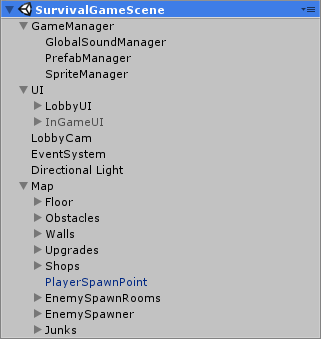 SurvivalGameScene
GameManager
GlobalSoundManager
PrefabManager
SpriteManager
UI
LobbyUI
InGameUI
LobbyCam
EventSystem
Directional Light
Map
Floor
Obstacles
Walls
Upgrades
Shops
PlayerSpawnPoint
EnemySpawnRooms
EnemySpawner
Junks